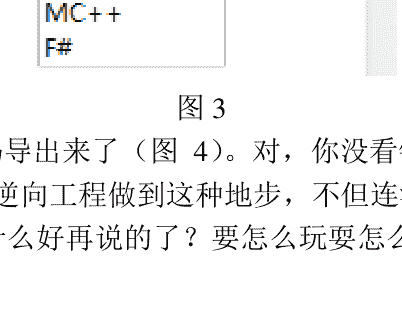 MC++
F#
图 3
导出来了（图 4）。对，你没看
逆向工程做到这种地步，不但连
么好再说的了？要怎么玩耍怎么